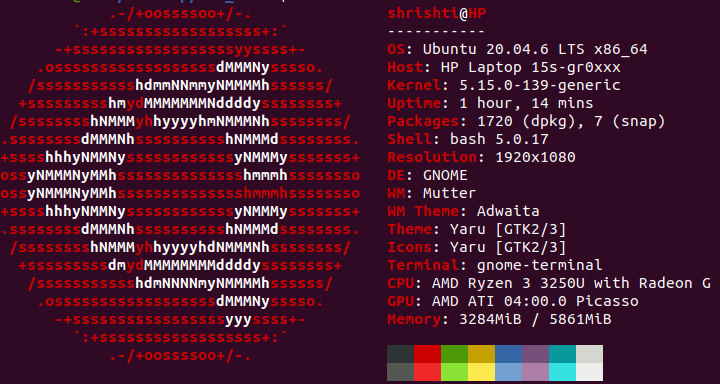 .-/+oossssoo+/-.
`:+ssssssssssssssssss+:`
-+ssssssssssssssssssyyssss+-
.ossssssssssssssssssdMMMNysssso.
/ssssssssssshdmmNNmmyNMMMMhssssss/
+ssssssssshmydMMMMMMMNddddyssssssss+
/sssssssshNMMMyhhyyyyhmNMMMNhssssssss/
.ssssssssdMMMNhsssssssssshNMMMdssssssss.
+sssshhhyNMMNyssssssssssssyNMMMysssssss+
ossyNMMMNyMMhsssssssssssssshmmmhssssssso
ossyNMMMNyMMhsssssssssssssshmmmhssssssso
+sssshhhyNMMNyssssssssssssyNMMMysssssss+
.ssssssssdMMMNhsssssssssshNMMMdssssssss.
/sssssssshNMMMyhhyyyyhdNMMMNhssssssss/
+sssssssssdmydMMMMMMMMddddyssssssss+
/ssssssssssshdmNNNNmyNMMMMhssssss/
.ossssssssssssssssssdMMMNysssso.
-+sssssssssssssssssyyyssss+-
`:+ssssssssssssssssss+:`
.-/+oossssoo+/-.
shrishti@HP
-----------
OS: Ubuntu 20.04.6 LTS x86_64
Host: HP Laptop 15s-gr0xxx
Kernel: 5.15.0-139-generic
Uptime: 1 hour, 14 mins
Packages: 1720 (dpkg), 7 (snap)
Shell: bash 5.0.17
Resolution: 1920x1080
DE: GNOME
WM: Mutter
WM Theme: Adwaita
Theme: Yaru [GTK2/3]
Icons: Yaru [GTK2/3]
Terminal: gnome-terminal
CPU: AMD Ryzen 3 3250U with Radeon G
GPU: AMD ATI 04:00.0 Picasso
Memory: 3284MiB / 5861MiB